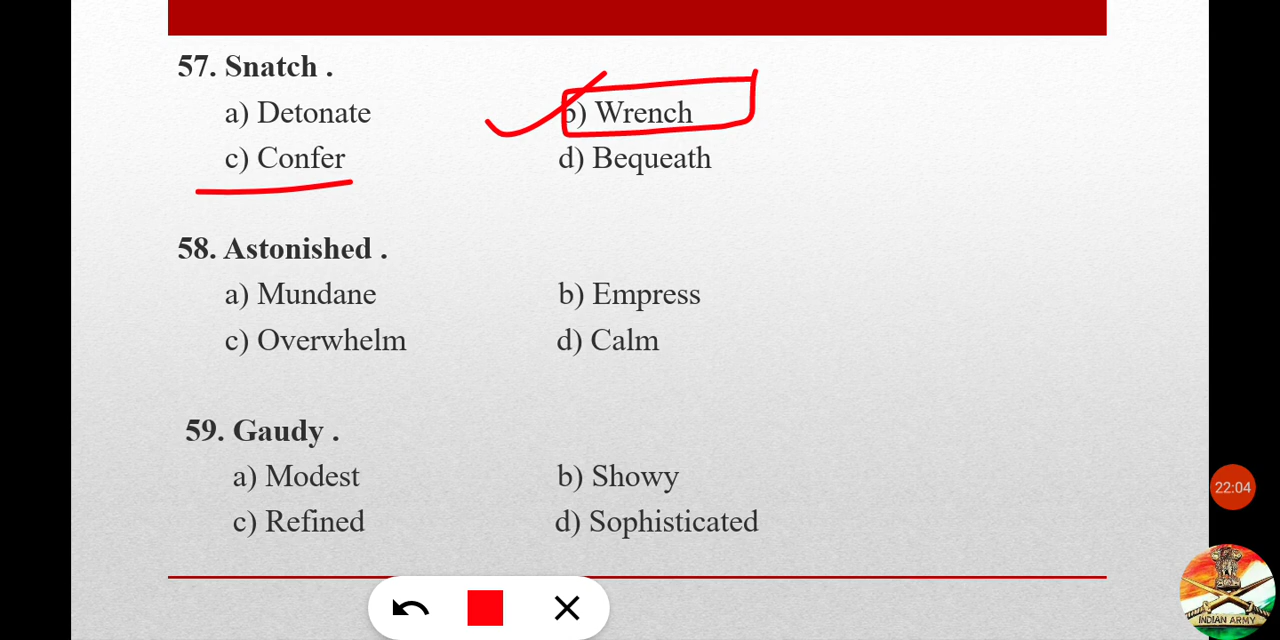 57. Snatch .
a) Detonate b) Wrench
c) Confer d) Bequeath
58. Astonished .
a) Mundane b) Empress
c) Overwhelm d) Calm
59. Gaudy .
a) Modest b) Showy
c) Refined d) Sophisticated
22:04
INDIAN ARMY